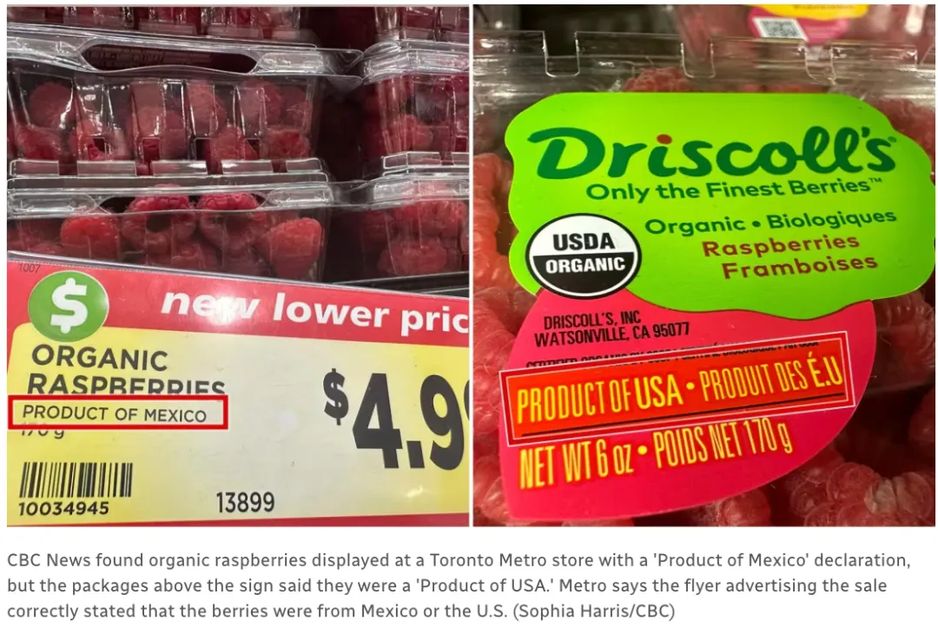 1007
$
new lower pric
ORGANIC
RASPBERRIES
PRODUCT OF MEXICO
170 g
$4.9
10034945
13899
Driscoll's
Only the Finest Berries™
Organic • Biologiques
Raspberries
Framboises
USDA
ORGANIC
DRISCOLL'S, INC
WATSONVILLE, CA 95077
PRODUCT OF USA • PRODUIT DES É.U
NET WT 6 oz • POIDS NET 170 g
CBC News found organic raspberries displayed at a Toronto Metro store with a 'Product of Mexico' declaration,
but the packages above the sign said they were a 'Product of USA.' Metro says the flyer advertising the sale
correctly stated that the berries were from Mexico or the U.S. (Sophia Harris/CBC)